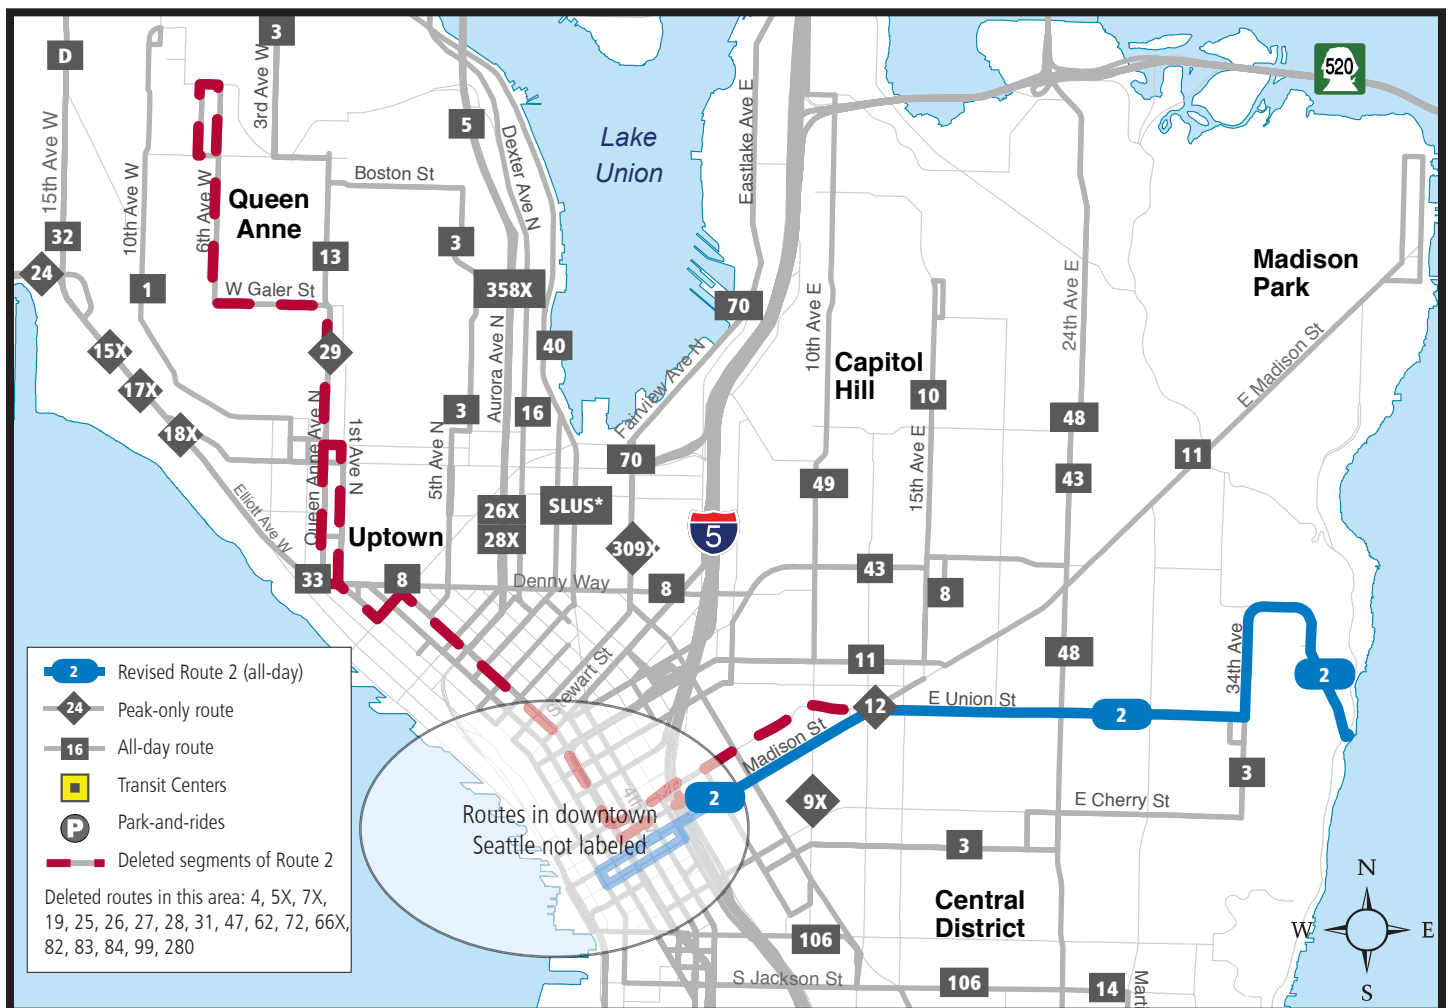 D
3
520
3rd Ave W
5
Dexter Ave N
Lake
Union
Eastlake Ave E
15th Ave W
10th Ave W
6th Ave W
Boston St
Queen
Anne
32
24
13
3
1
W Galer St
358X
70
10th Ave E
24th Ave E
Madison
Park
15X
29
Aurora Ave N
40
Fairview Ave N
Capitol
Hill
E Madison St
17X
3
16
10
48
18X
Queen Anne Ave N
1st Ave N
5th Ave N
70
15th Ave E
11
43
49
Elliott Ave W
26X
SLUS*
5
Uptown
28X
309X
33
8
Denny Way
8
43
8
34th Ave
48
11
2
Stewart St
12
E Union St
2
Madison St
2
9X
3
E Cherry St
4th
Routes in downtown
Seattle not labeled
3
Central
District
106
S Jackson St
106
14
Mart
N
W
E
S
2 Revised Route 2 (all-day)
24 Peak-only route
16 All-day route
Transit Centers
P Park-and-rides
Deleted segments of Route 2
Deleted routes in this area: 4, 5X, 7X,
19, 25, 26, 27, 28, 31, 47, 62, 72, 66X,
82, 83, 84, 99, 280